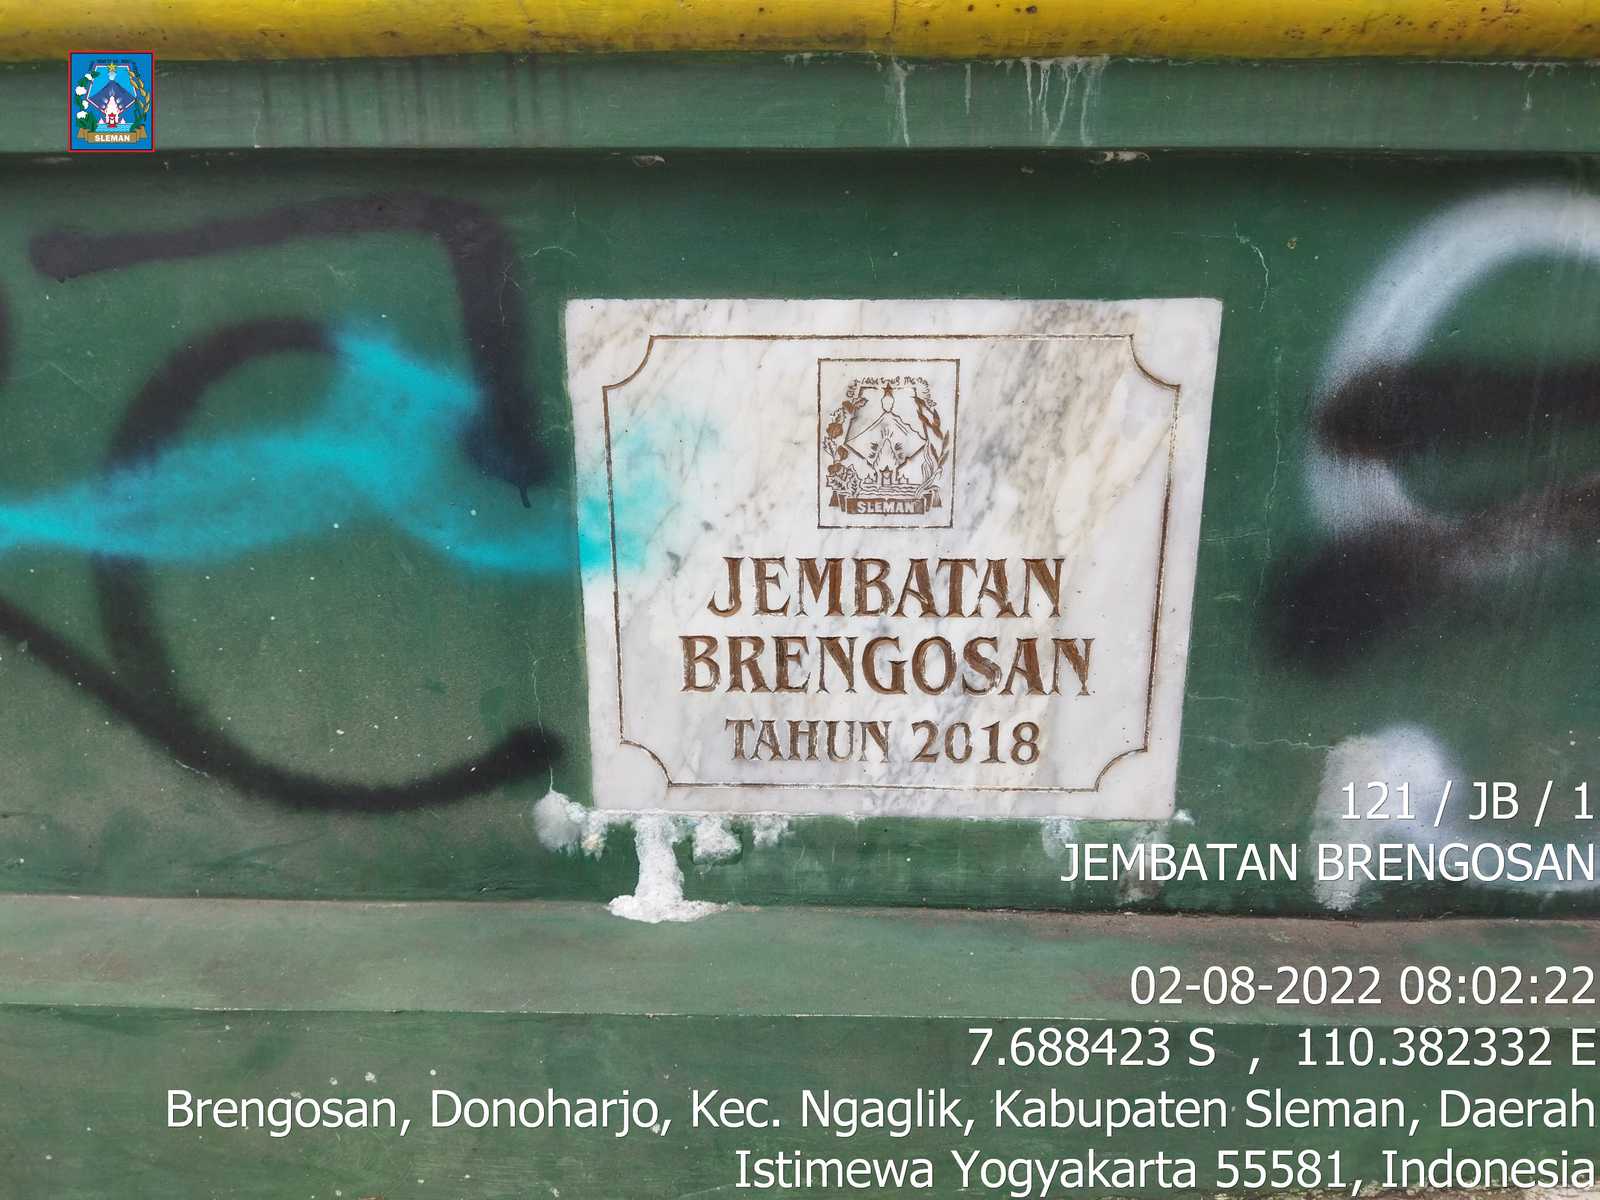 SLEMAN
SLEMAN
JEMBATAN
BRENGOSAN
TAHUN 2018
121 / JB / 1
JEMBATAN BRENGOSAN
02-08-2022 08:02:22
7.688423 S , 110.382332 E
Brengosan, Donoharjo, Kec. Ngaglik, Kabupaten Sleman, Daerah
Istimewa Yogyakarta 55581, Indonesia